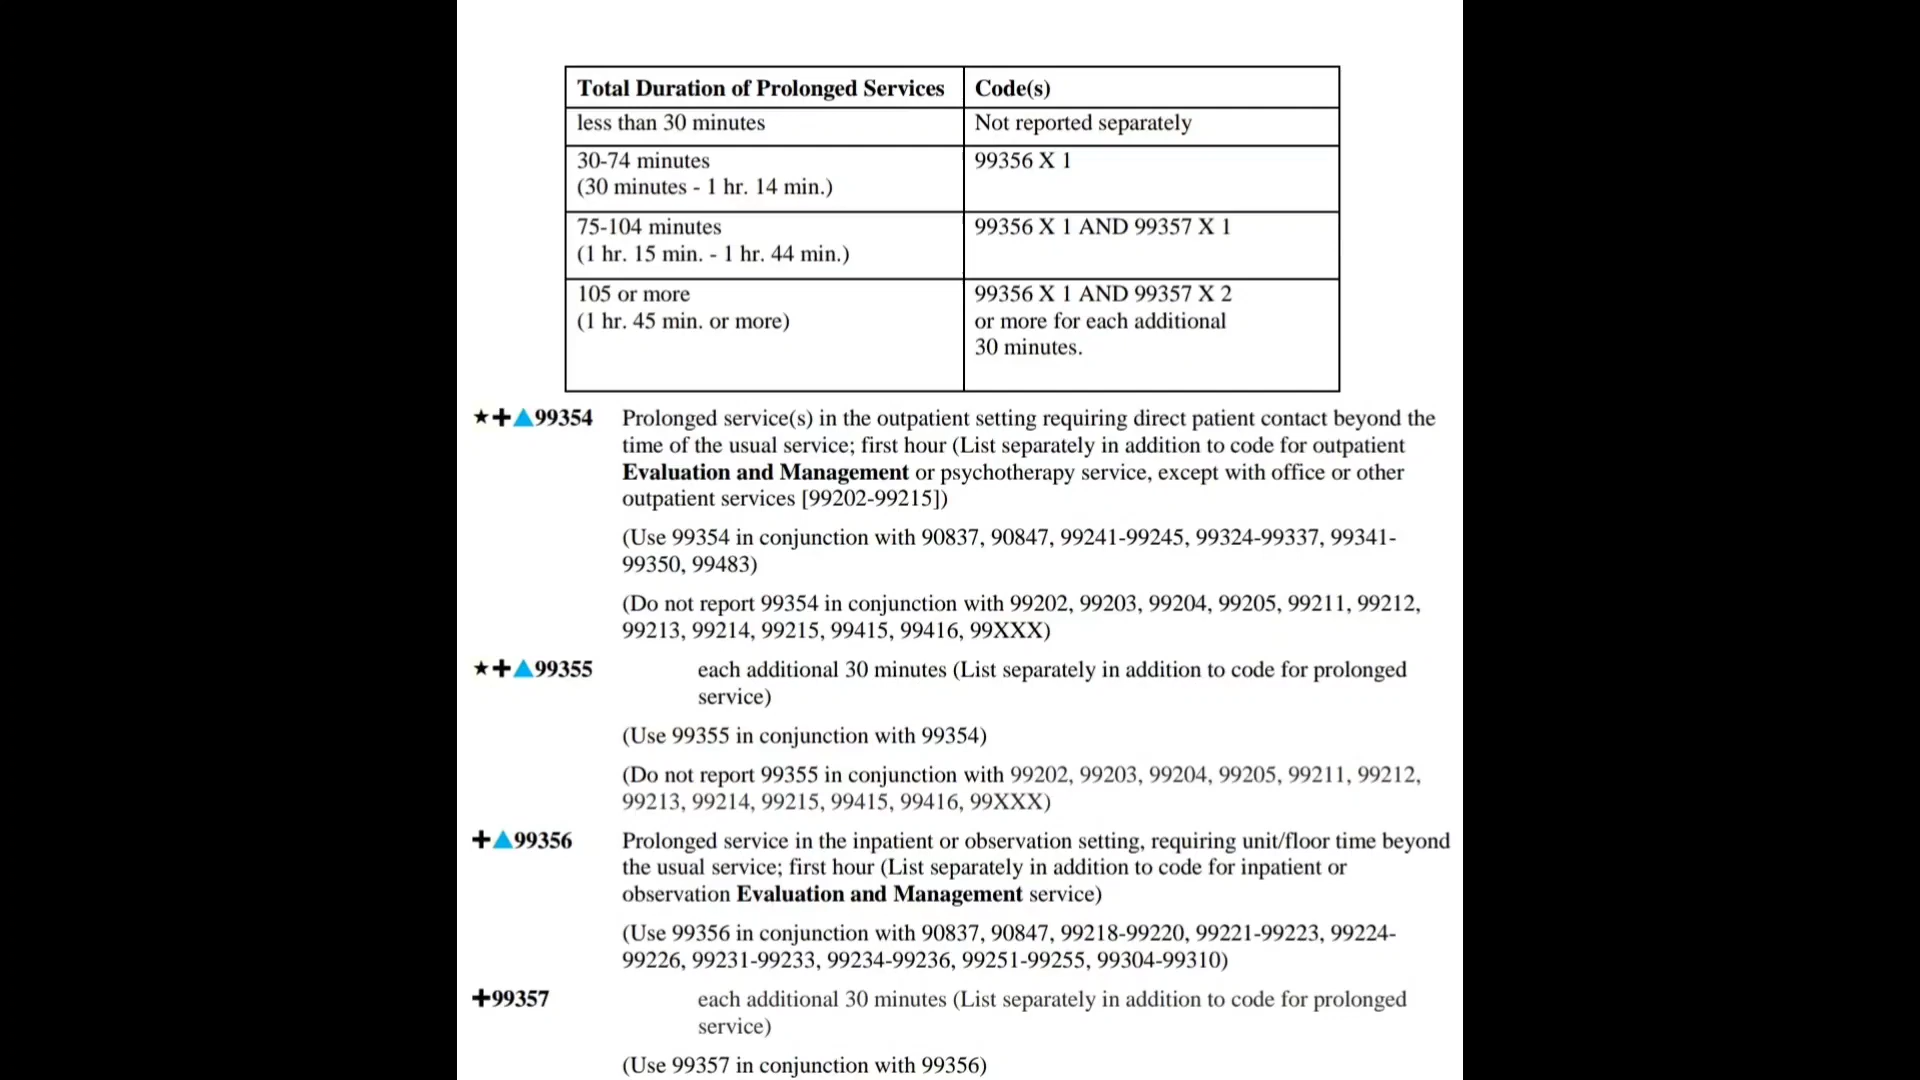 Total Duration of Prolonged Services Code(s)
less than 30 minutes Not reported separately
30-74 minutes 99356 X 1
(30 minutes - 1 hr. 14 min.)
75-104 minutes 99356 X 1 AND 99357 X 1
(1 hr. 15 min. - 1 hr. 44 min.)
105 or more 99356 X 1 AND 99357 X 2
(1 hr. 45 min. or more) or more for each additional
30 minutes.
★✚▲99354 Prolonged service(s) in the outpatient setting requiring direct patient contact beyond the
time of the usual service; first hour (List separately in addition to code for outpatient
Evaluation and Management or psychotherapy service, except with office or other
outpatient services [99202-99215])
(Use 99354 in conjunction with 90837, 90847, 99241-99245, 99324-99337, 99341-
99350, 99483)
(Do not report 99354 in conjunction with 99202, 99203, 99204, 99205, 99211, 99212,
99213, 99214, 99215, 99415, 99416, 99XXX)
★✚▲99355 each additional 30 minutes (List separately in addition to code for prolonged
service)
(Use 99355 in conjunction with 99354)
(Do not report 99355 in conjunction with 99202, 99203, 99204, 99205, 99211, 99212,
99213, 99214, 99215, 99415, 99416, 99XXX)
✚▲99356 Prolonged service in the inpatient or observation setting, requiring unit/floor time beyond
the usual service; first hour (List separately in addition to code for inpatient or
observation Evaluation and Management service)
(Use 99356 in conjunction with 90837, 90847, 99218-99220, 99221-99223, 99224-
99226, 99231-99233, 99234-99236, 99251-99255, 99304-99310)
✚99357 each additional 30 minutes (List separately in addition to code for prolonged
service)
(Use 99357 in conjunction with 99356)